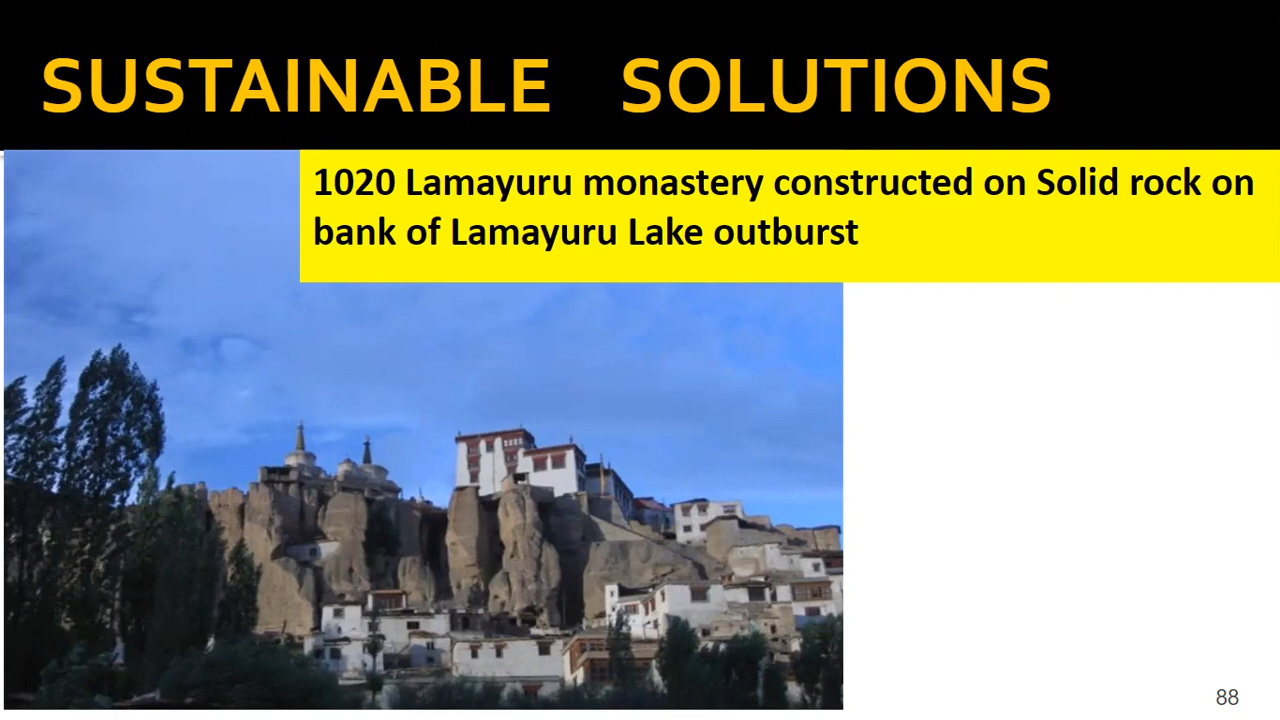 SUSTAINABLE SOLUTIONS
1020 Lamayuru monastery constructed on Solid rock on
bank of Lamayuru Lake outburst
88